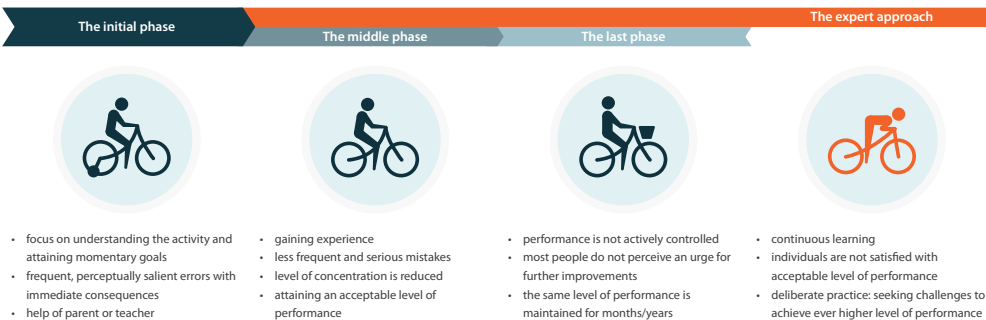 The initial phase
The middle phase
The last phase
The expert approach
• focus on understanding the activity and
attaining momentary goals
• frequent, perceptually salient errors with
immediate consequences
• help of parent or teacher
• gaining experience
• less frequent and serious mistakes
• level of concentration is reduced
• attaining an acceptable level of
performance
• performance is not actively controlled
• most people do not perceive an urge for
further improvements
• the same level of performance is
maintained for months/years
• continuous learning
• individuals are not satisfied with
acceptable level of performance
• deliberate practice: seeking challenges to
achieve ever higher level of performance